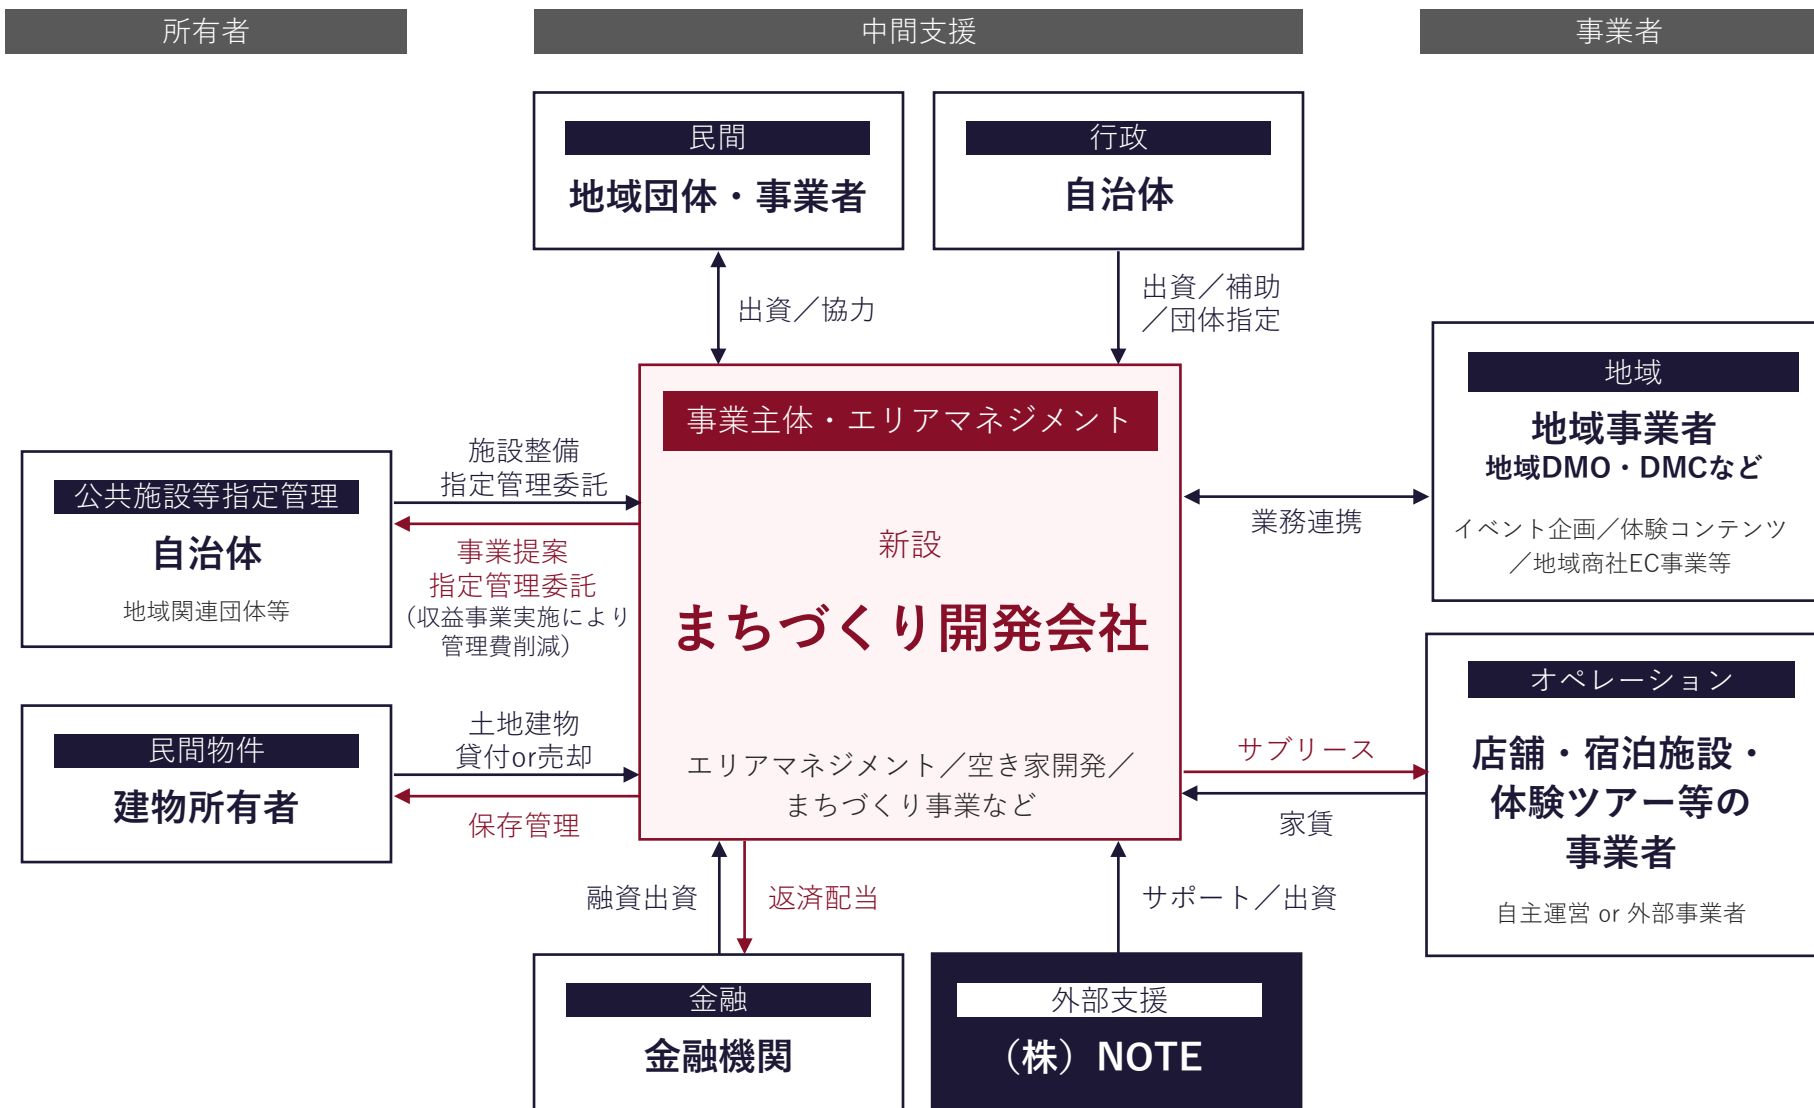 所有者
中間支援
事業者
民間
地域団体・事業者
行政
自治体
出資／協力
出資／補助
／団体指定
公共施設等指定管理
自治体
地域関連団体等
施設整備
指定管理委託
事業提案
指定管理委託
（収益事業実施により
管理費削減）
民間物件
建物所有者
土地建物
貸付or売却
保存管理
事業主体・エリアマネジメント
新設
まちづくり開発会社
エリアマネジメント／空き家開発／
まちづくり事業など
業務連携
地域
地域事業者
地域DMO・DMCなど
イベント企画／体験コンテンツ
／地域商社EC事業等
サブリース
家賃
オペレーション
店舗・宿泊施設・
体験ツアー等の
事業者
自主運営 or 外部事業者
融資出資
返済配当
サポート／出資
金融
金融機関
外部支援
（株）NOTE